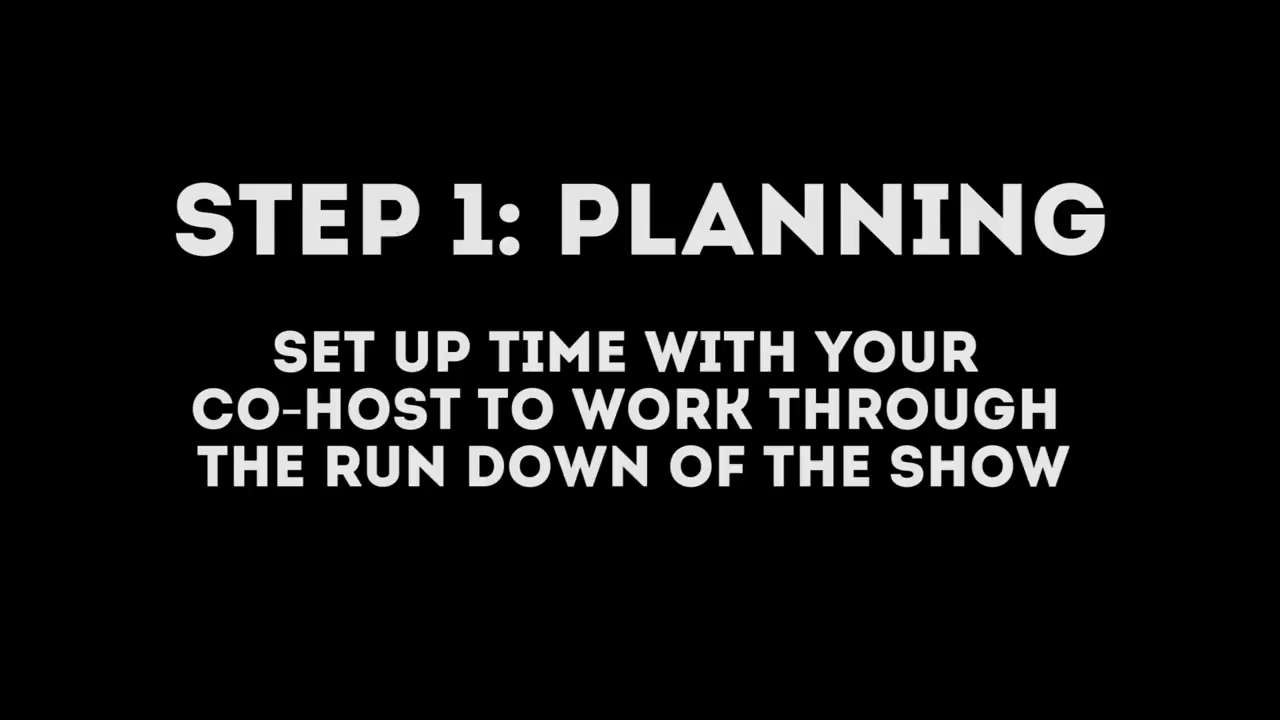 STEP 1: PLANNING
SET UP TIME WITH YOUR
CO-HOST TO WORK THROUGH
THE RUN DOWN OF THE SHOW